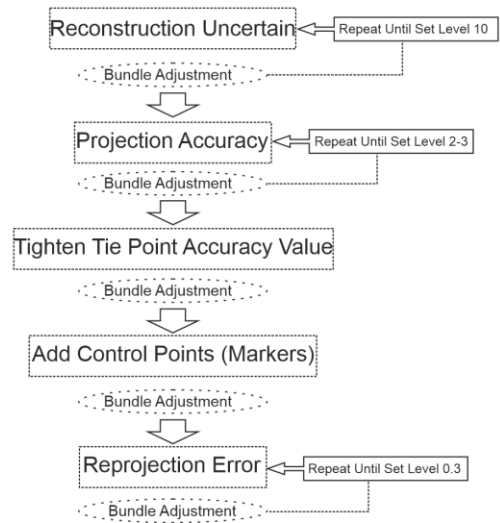 Reconstruction Uncertain
Repeat Until Set Level 10
Bundle Adjustment
Projection Accuracy
Repeat Until Set Level 2-3
Bundle Adjustment
Tighten Tie Point Accuracy Value
Bundle Adjustment
Add Control Points (Markers)
Bundle Adjustment
Reprojection Error
Repeat Until Set Level 0.3
Bundle Adjustment